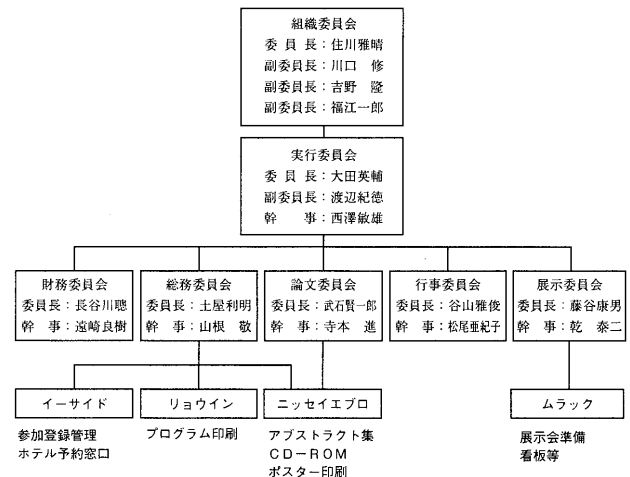 組織委員会
委員長：住川雅晴
副委員長：川口　修
副委員長：吉野　隆
副委員長：福江一郎
実行委員会
委員長：大田英輔
副委員長：渡辺紀徳
幹　事：西澤敏雄
財務委員会
委員長：長谷川聰
幹　事：遠崎良樹
総務委員会
委員長：土屋利明
幹　事：山根　敬
論文委員会
委員長：武石賢一郎
幹　事：寺本　進
行事委員会
委員長：谷山雅俊
幹　事：松尾亜紀子
展示委員会
委員長：藤谷康男
幹　事：乾　泰二
イーサイド
参加登録管理
ホテル予約窓口
リョウイン
プログラム印刷
ニッセイエブロ
アブストラクト集
ＣＤ－ＲＯＭ
ポスター印刷
ムラック
展示会準備
看板等